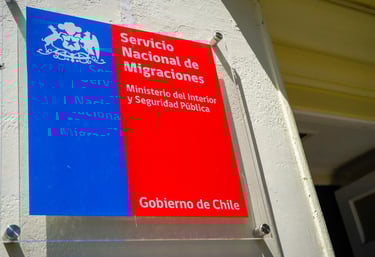 Servicio
Nacional de
Migraciones
Ministerio del Interior
y Seguridad Pública
Gobierno de Chile